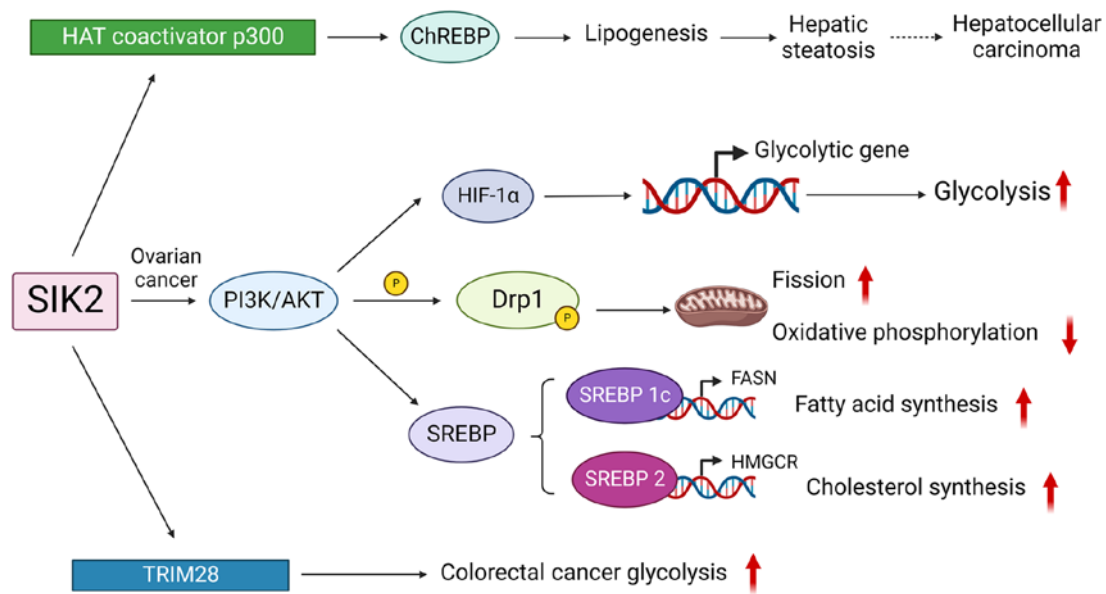 HAT coactivator p300
ChREBP
Lipogenesis
Hepatic
steatosis
Hepatocellular
carcinoma
HIF-1α
Glycolytic gene
Glycolysis
SIK2
Ovarian
cancer
PI3K/AKT
P
Drp1
P
Fission
Oxidative phosphorylation
SREBP
SREBP 1c
FASN
Fatty acid synthesis
SREBP 2
HMGCR
Cholesterol synthesis
TRIM28
Colorectal cancer glycolysis